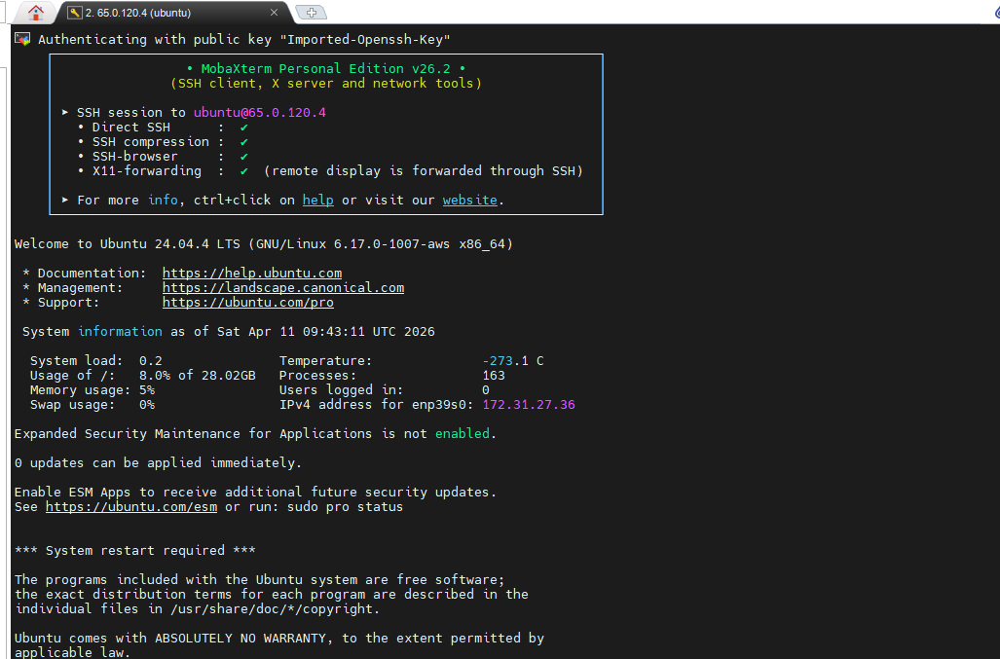 2. 65.0.120.4 (ubuntu)
Authenticating with public key "Imported-Openssh-Key"
• MobaXterm Personal Edition v26.2 •
(SSH client, X server and network tools)
➤ SSH session to ubuntu@65.0.120.4
• Direct SSH      :  ✔
• SSH compression :  ✔
• SSH-browser     :  ✔
• X11-forwarding  :  ✔  (remote display is forwarded through SSH)
➤ For more info, ctrl+click on help or visit our website.
Welcome to Ubuntu 24.04.4 LTS (GNU/Linux 6.17.0-1007-aws x86_64)
* Documentation:  https://help.ubuntu.com
* Management:     https://landscape.canonical.com
* Support:        https://ubuntu.com/pro
System information as of Sat Apr 11 09:43:11 UTC 2026
System load:  0.2               Temperature:              -273.1 C
Usage of /:   8.0% of 28.02GB   Processes:                163
Memory usage: 5%                Users logged in:          0
Swap usage:   0%                IPv4 address for enp39s0: 172.31.27.36
Expanded Security Maintenance for Applications is not enabled.
0 updates can be applied immediately.
Enable ESM Apps to receive additional future security updates.
See https://ubuntu.com/esm or run: sudo pro status
*** System restart required ***
The programs included with the Ubuntu system are free software;
the exact distribution terms for each program are described in the
individual files in /usr/share/doc/*/copyright.
Ubuntu comes with ABSOLUTELY NO WARRANTY, to the extent permitted by
applicable law.